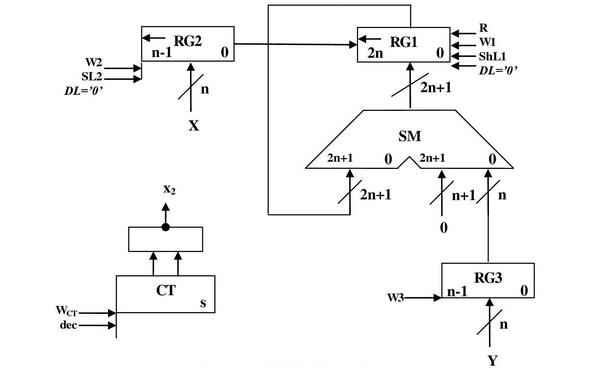 RG2
n-1 0
W2
SL2
DL='0'
n
X
RG1
2n 0
R
W1
ShL1
DL='0'
2n+1
SM
2n+1 0 2n+1 0
2n+1
n+1
n
0
x2
CT
s
WCT
dec
RG3
n-1 0
W3
n
Y